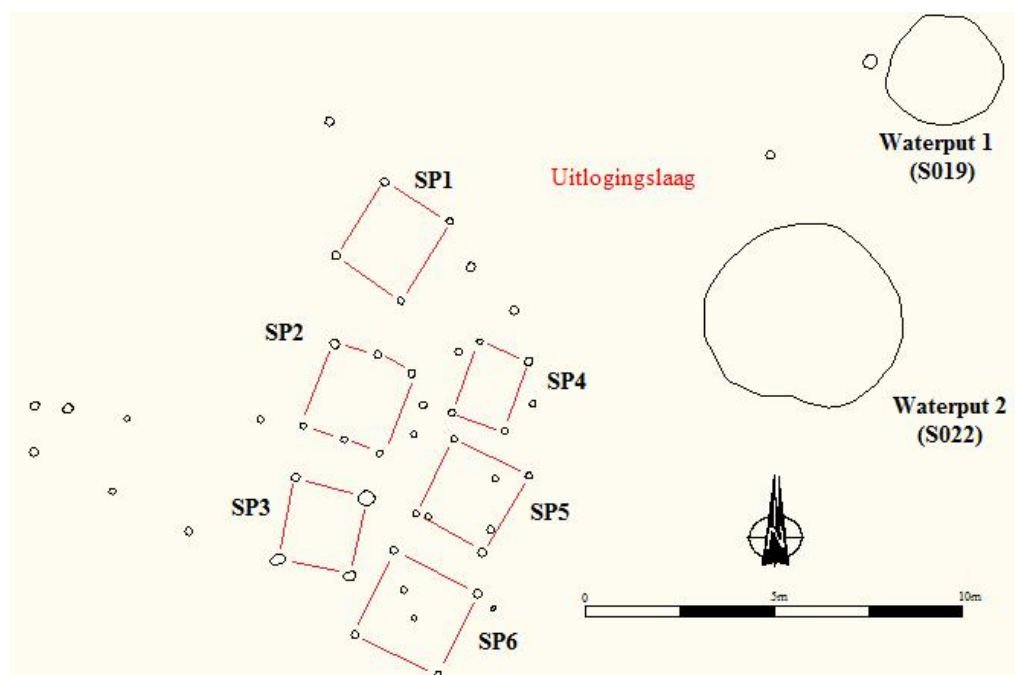 Waterput 1
(S019)
SP1
Uitlogingslaag
SP2
SP4
Waterput 2
(S022)
SP3
SP5
0
5m
10m
SP6